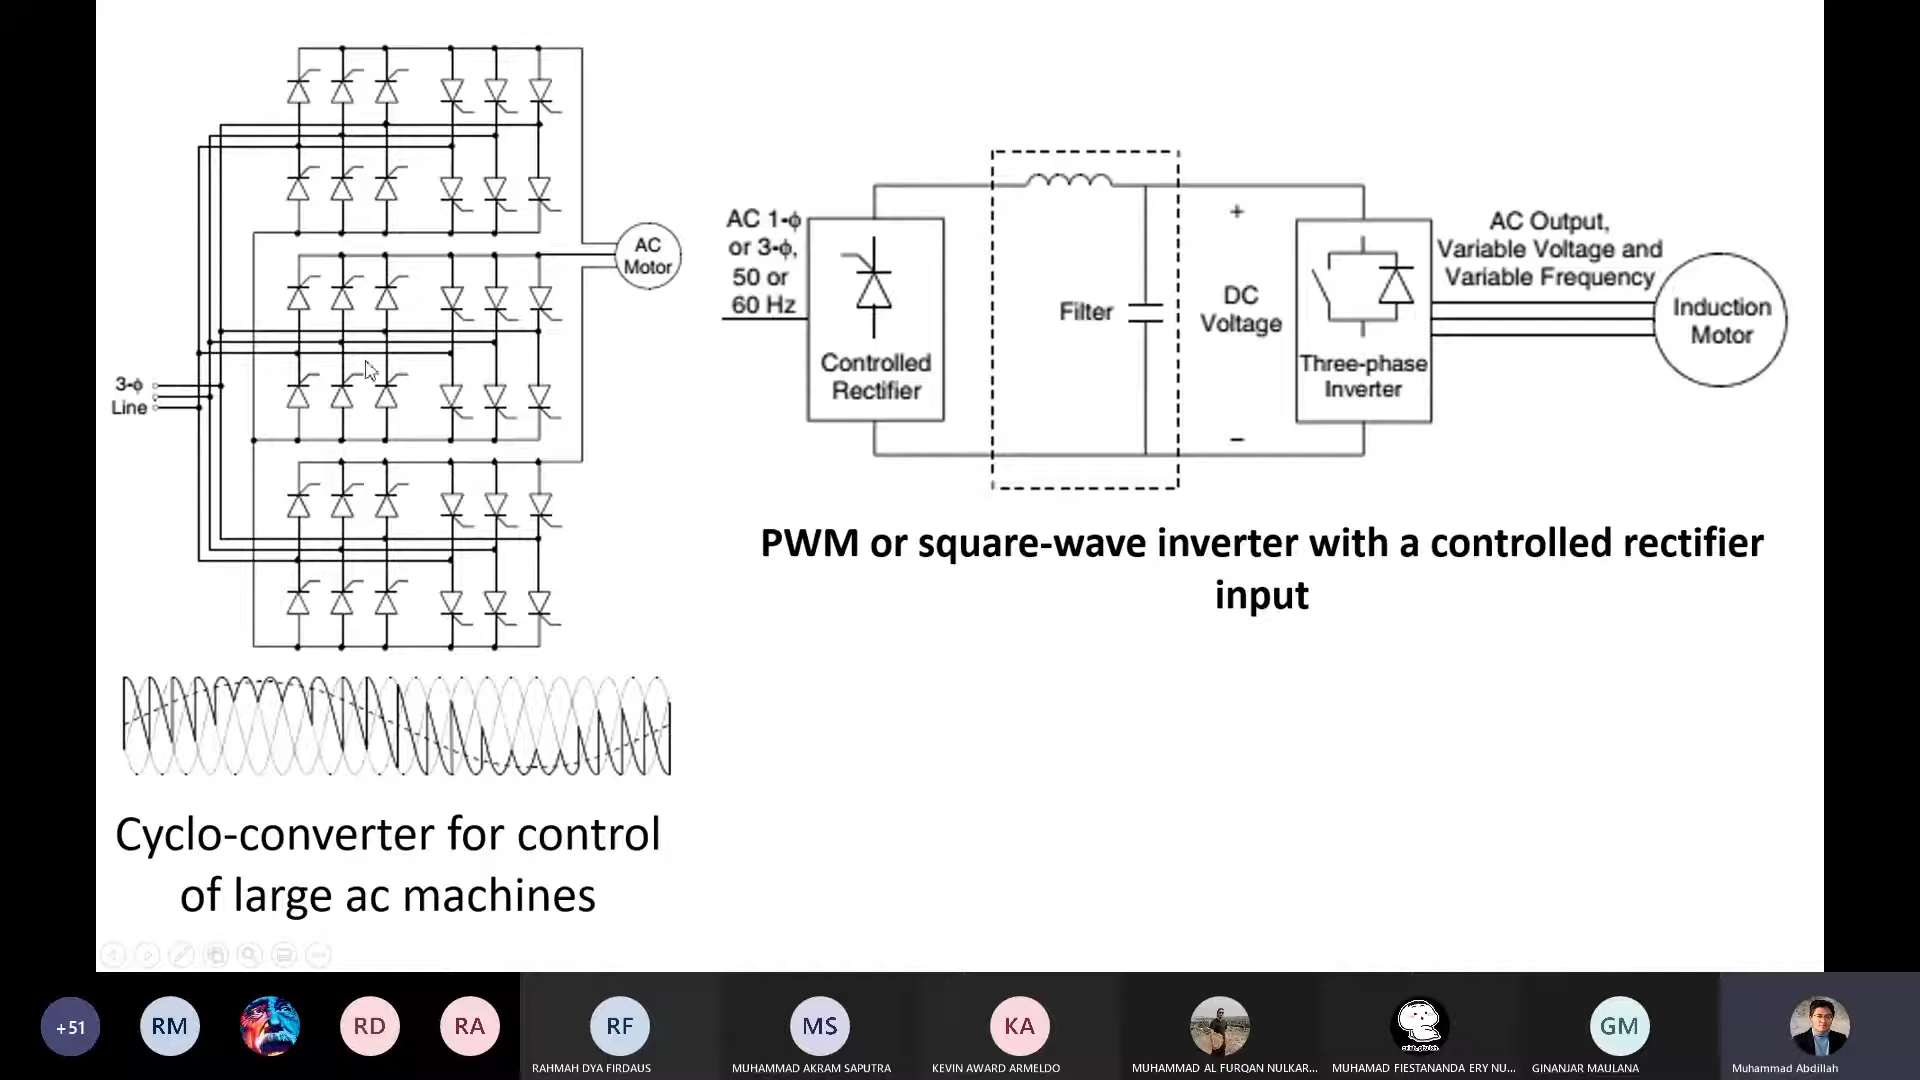 AC
Motor
3-ϕ
Line
Cyclo-converter for control
of large ac machines
AC 1-ϕ
or 3-ϕ,
50 or
60 Hz
Controlled
Rectifier
Filter
+
DC
Voltage
−
Three-phase
Inverter
AC Output,
Variable Voltage and
Variable Frequency
Induction
Motor
PWM or square-wave inverter with a controlled rectifier
input
+51
RM
RD
RA
RF
RAHMAH DYA FIRDAUS
MS
MUHAMMAD AKRAM SAPUTRA
KA
KEVIN AWARD ARMELDO
MUHAMMAD AL FURQAN NULKAR...
MUHAMAD FIESTANANDA ERY NU...
GM
GINANJAR MAULANA
Muhammad Abdillah